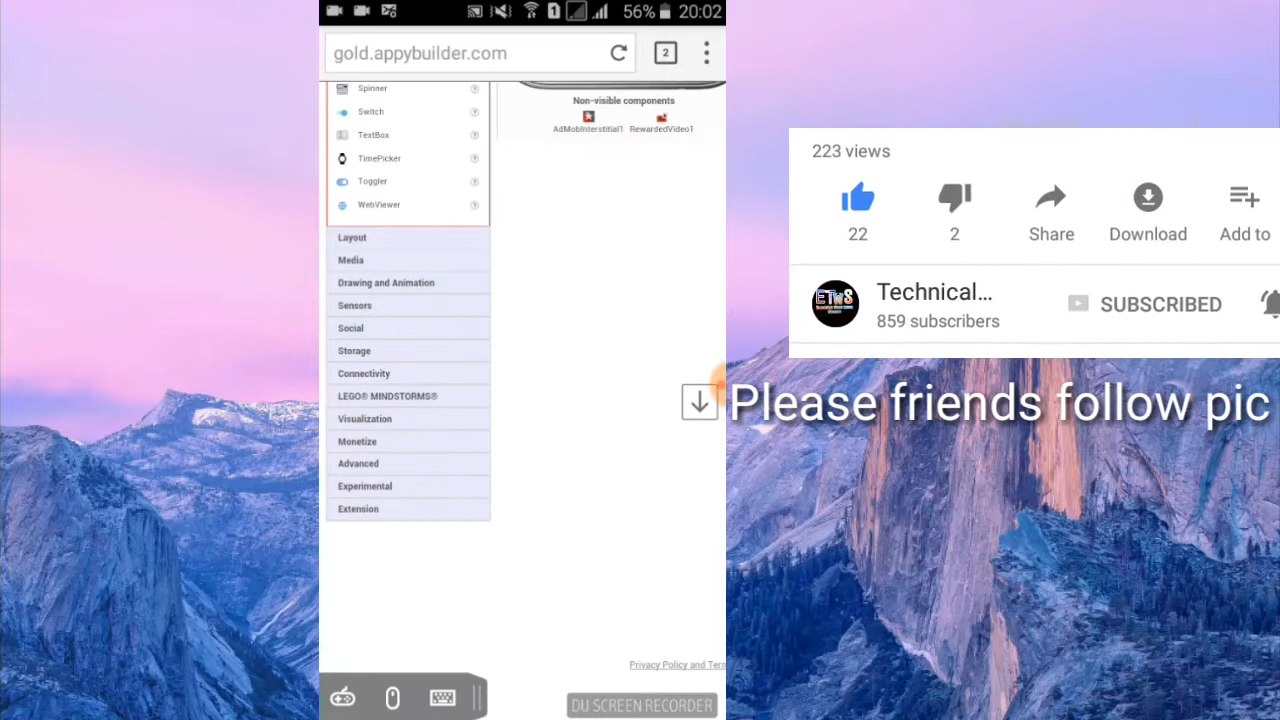 56% 20:02
gold.appybuilder.com
2
Spinner
Switch
TextBox
TimePicker
Toggler
WebViewer
Layout
Media
Drawing and Animation
Sensors
Social
Storage
Connectivity
LEGO® MINDSTORMS®
Visualization
Monetize
Advanced
Experimental
Extension
Non-visible components
AdMobInterstitial1 RewardedVideo1
Privacy Policy and Term
DU SCREEN RECORDER
223 views
22
2
Share
Download
Add to
ETWS
Technical...
859 subscribers
SUBSCRIBED
Please friends follow pic